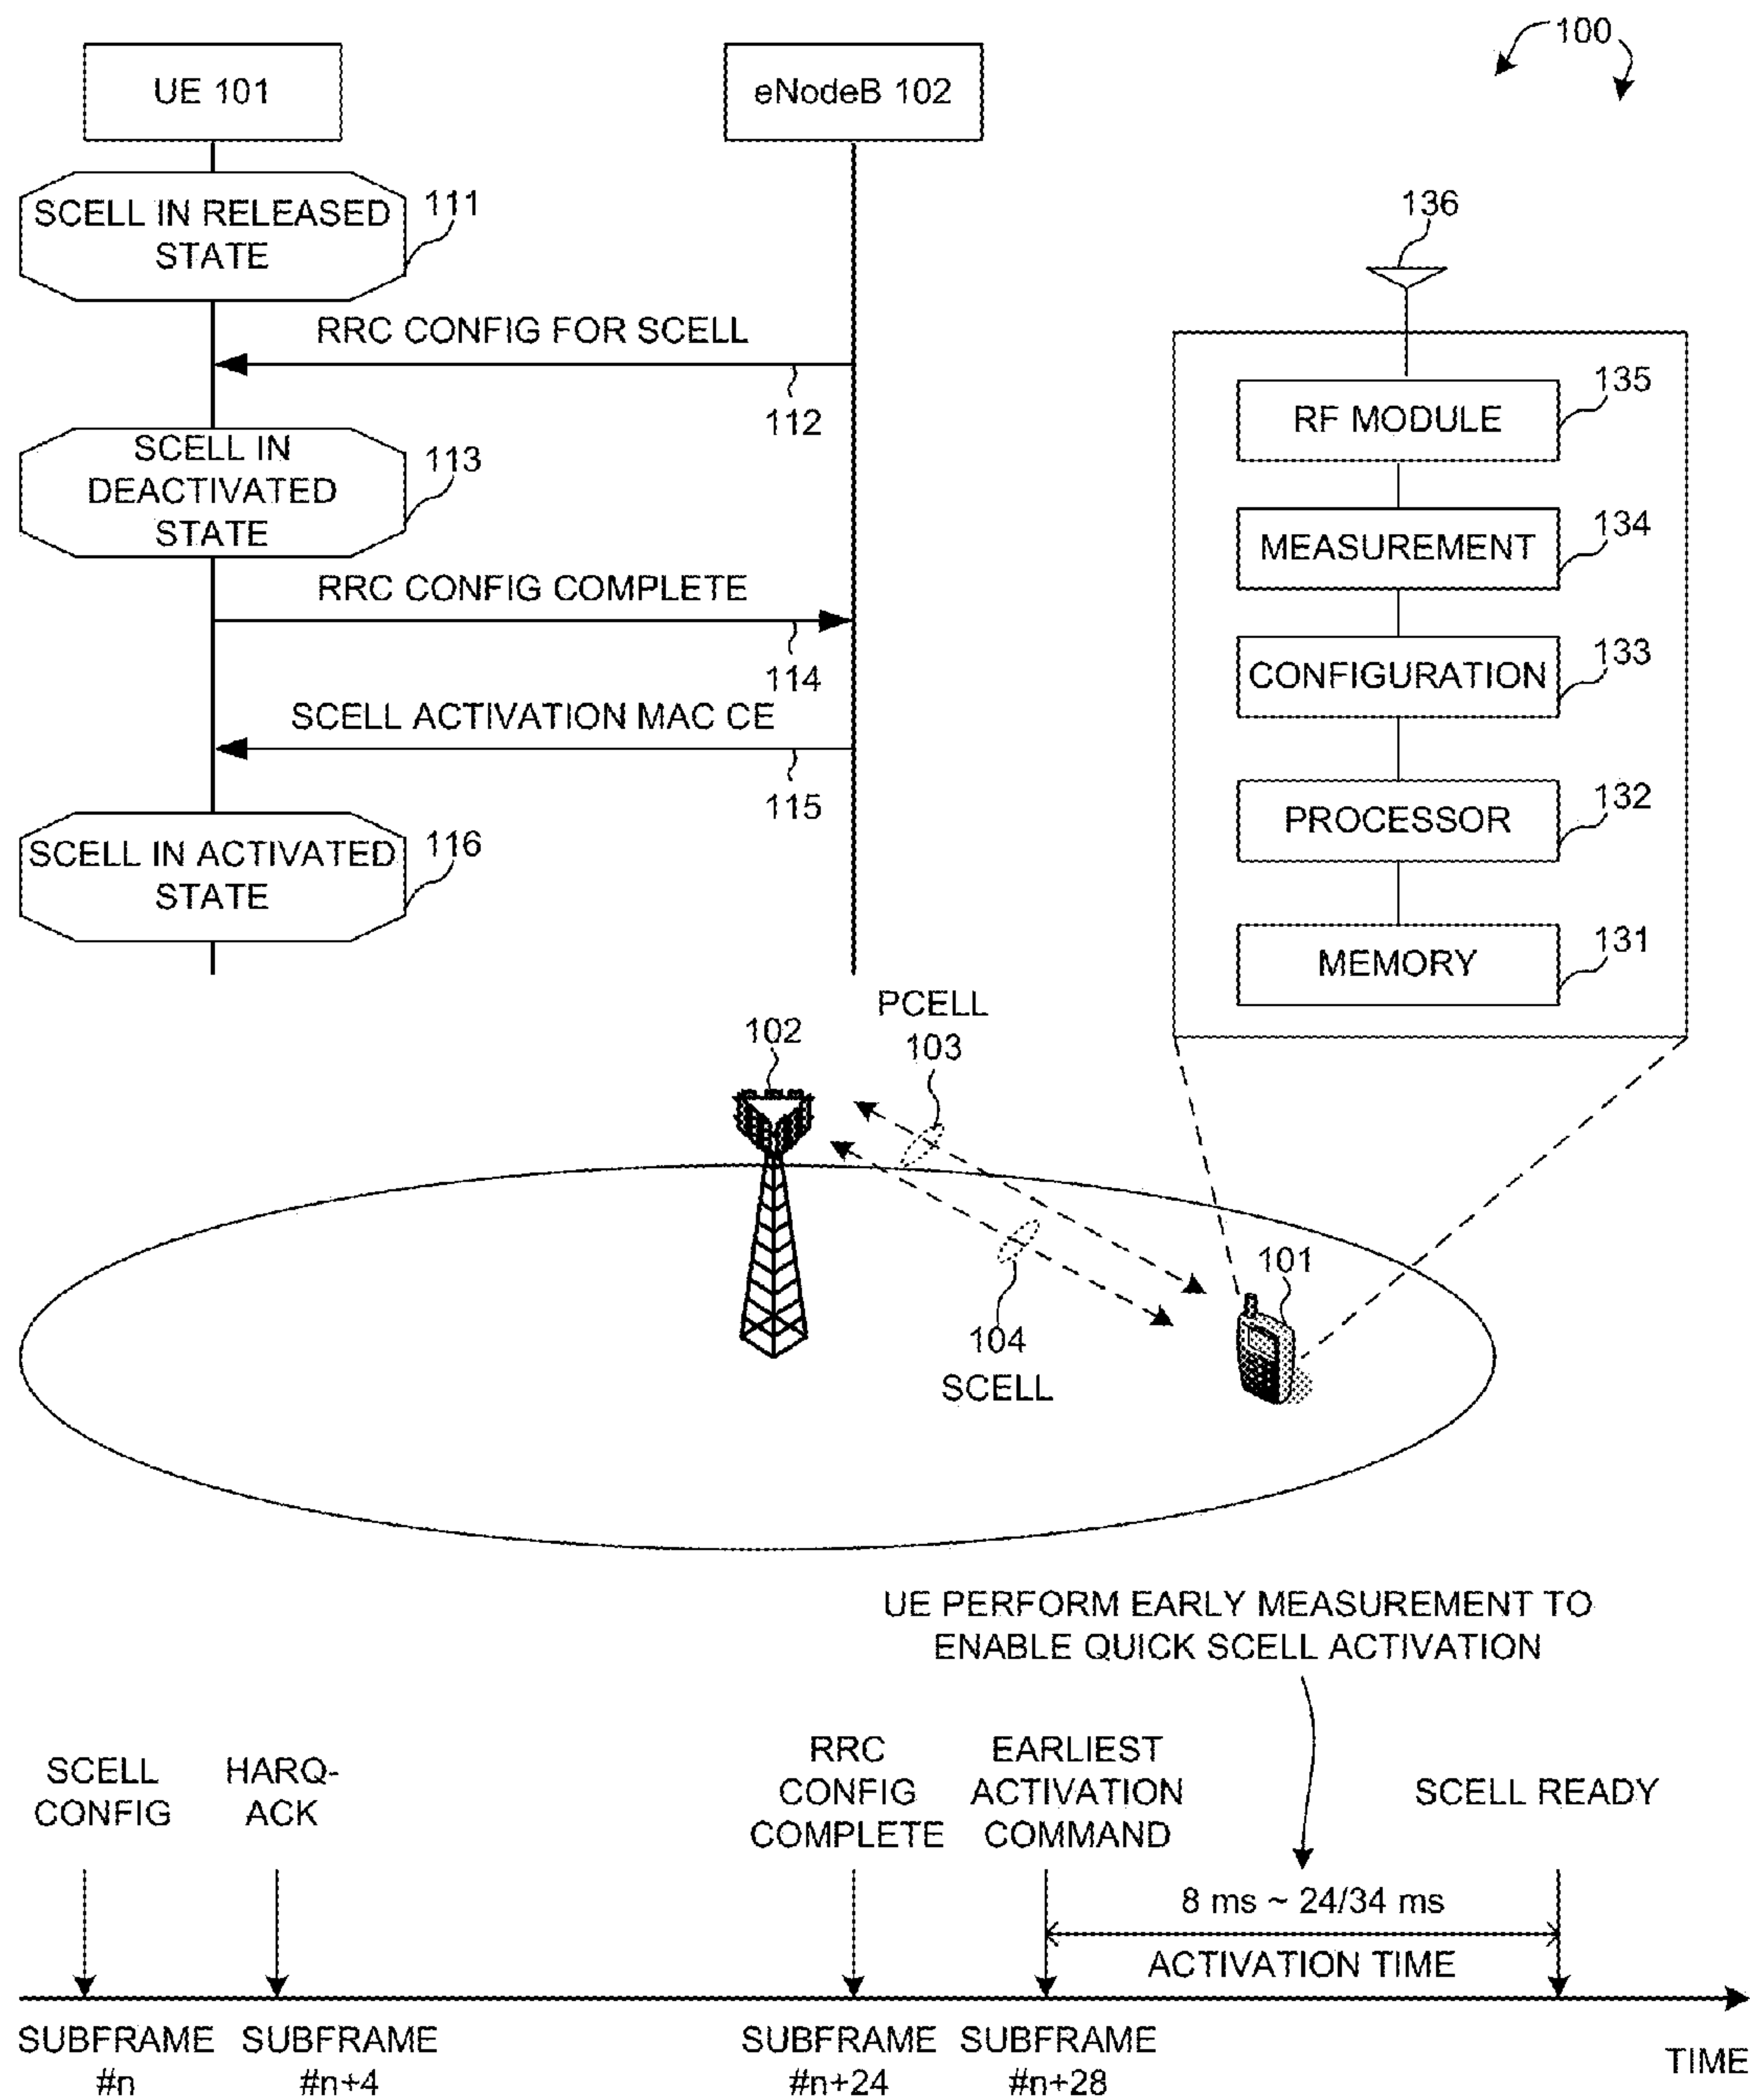 100
UE 101
eNodeB 102
SCELL IN RELEASED
STATE
111
136
RRC CONFIG FOR SCELL
112
135
RF MODULE
SCELL IN
DEACTIVATED
STATE
113
134
MEASUREMENT
RRC CONFIG COMPLETE
114
133
CONFIGURATION
SCELL ACTIVATION MAC CE
115
132
PROCESSOR
SCELL IN ACTIVATED
STATE
116
131
MEMORY
PCELL
103
102
101
104
SCELL
UE PERFORM EARLY MEASUREMENT TO
ENABLE QUICK SCELL ACTIVATION
SCELL
CONFIG
HARQ-
ACK
RRC
CONFIG
COMPLETE
EARLIEST
ACTIVATION
COMMAND
SCELL READY
8 ms ~ 24/34 ms
ACTIVATION TIME
SUBFRAME
#n
SUBFRAME
#n+4
SUBFRAME
#n+24
SUBFRAME
#n+28
TIME